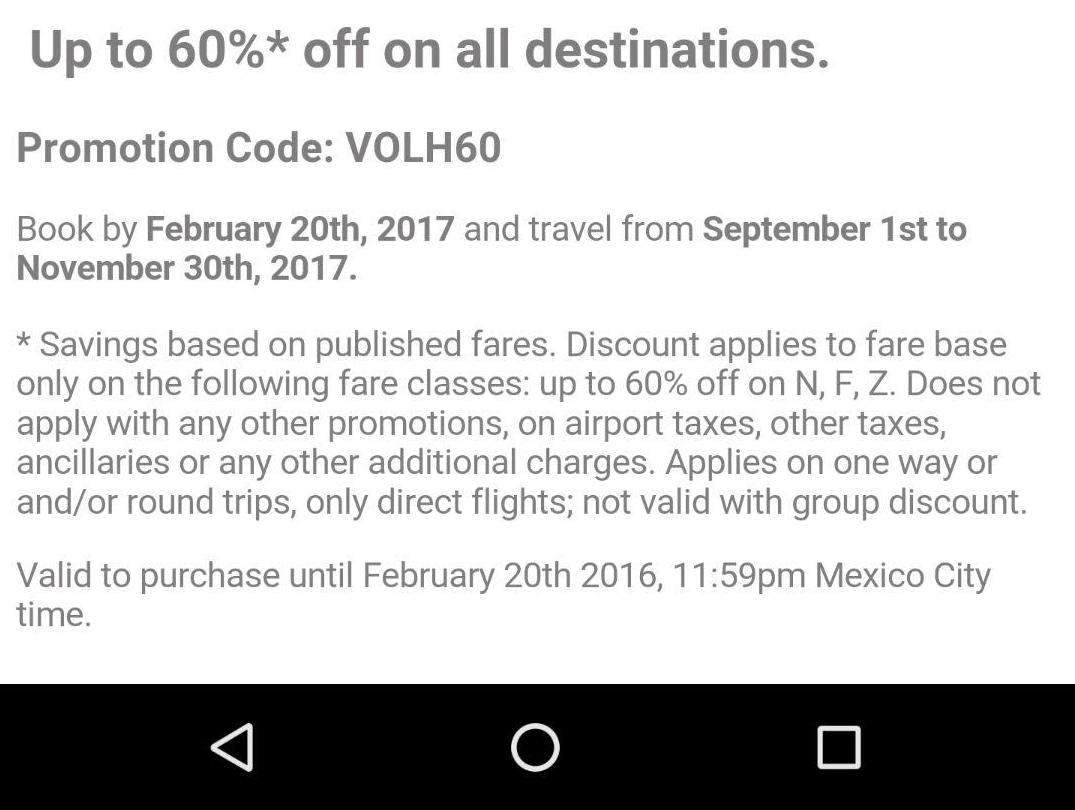 Up to 60%* off on all destinations.
Promotion Code: VOLH60
Book by February 20th, 2017 and travel from September 1st to
November 30th, 2017.
* Savings based on published fares. Discount applies to fare base
only on the following fare classes: up to 60% off on N, F, Z. Does not
apply with any other promotions, on airport taxes, other taxes,
ancillaries or any other additional charges. Applies on one way or
and/or round trips, only direct flights; not valid with group discount.
Valid to purchase until February 20th 2016, 11:59pm Mexico City
time.